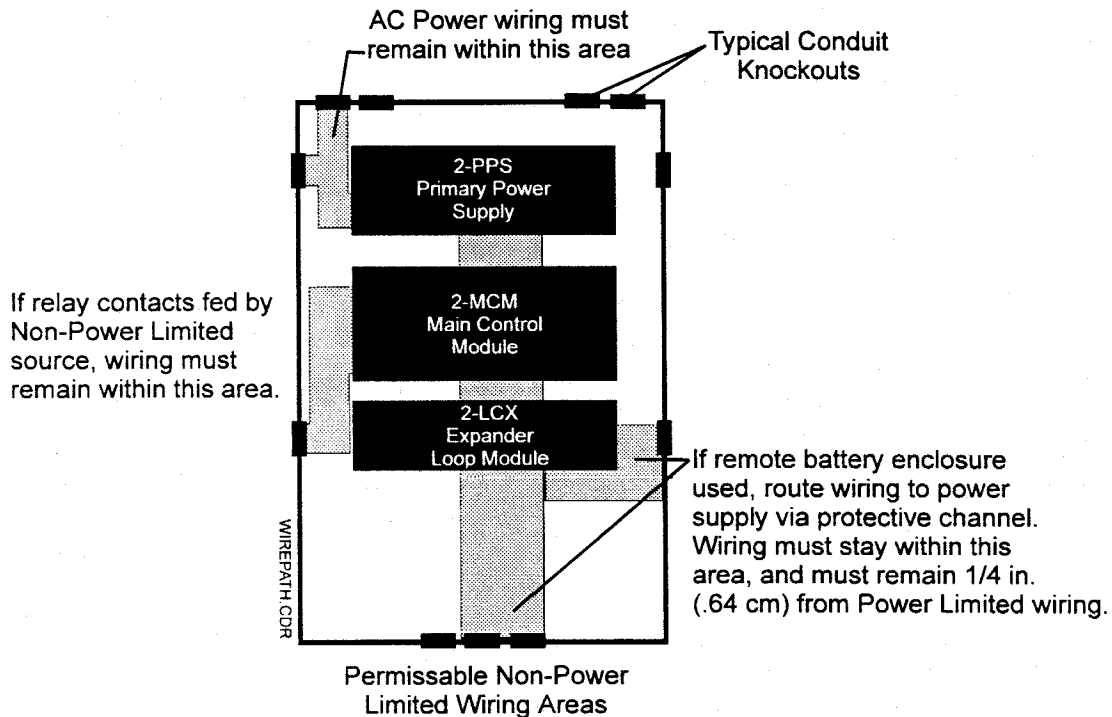 AC Power wiring must
remain within this area
Typical Conduit
Knockouts
2-PPS
Primary Power
Supply
If relay contacts fed by
Non-Power Limited
source, wiring must
remain within this area.
2-MCM
Main Control
Module
2-LCX
Expander
Loop Module
If remote battery enclosure
used, route wiring to power
supply via protective channel.
Wiring must stay within this
area, and must remain 1/4 in.
(.64 cm) from Power Limited wiring.
WIREPATH.CDR
Permissable Non-Power
Limited Wiring Areas